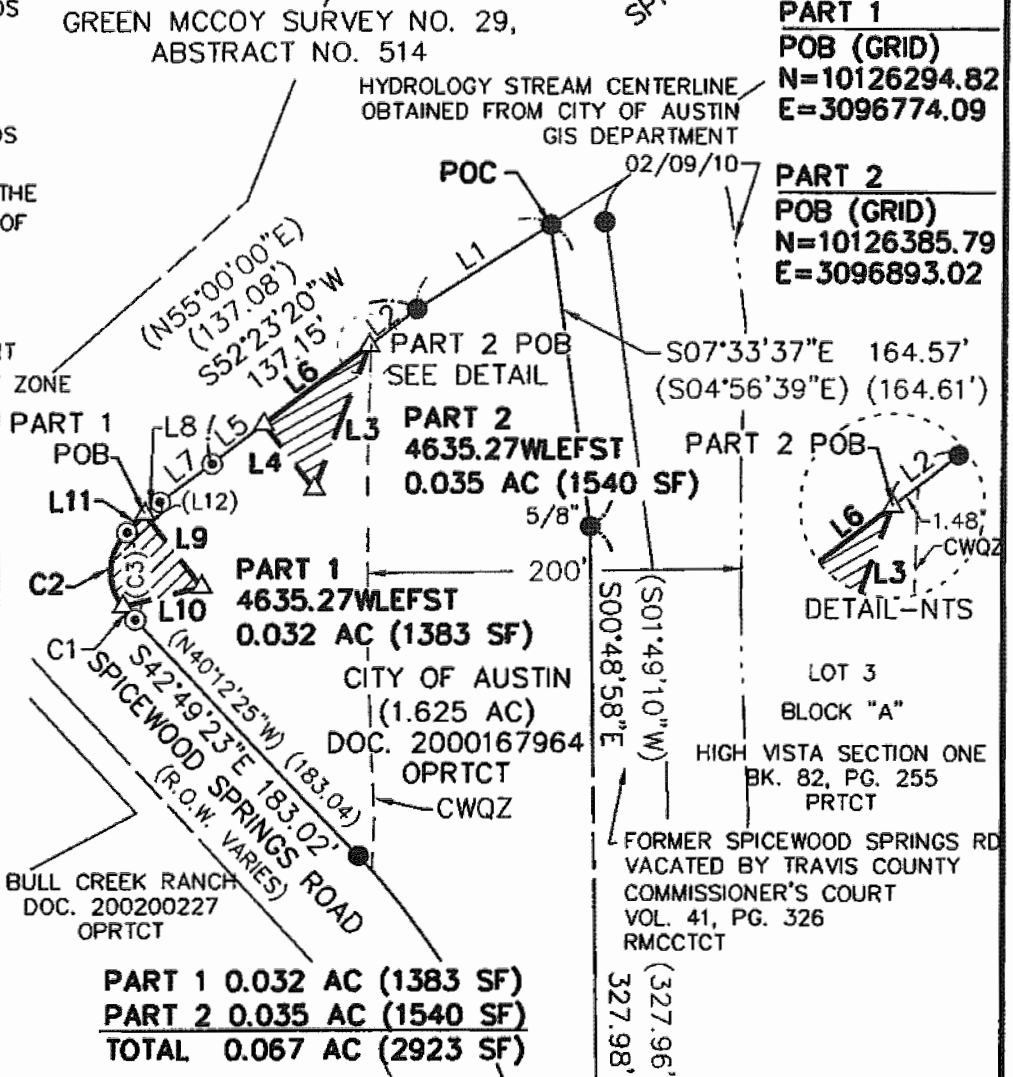 OS
GREEN MCCOY SURVEY NO. 29,
ABSTRACT NO. 514
PART 1
POB (GRID)
N=10126294.82
E=3096774.09
HYDROLOGY STREAM CENTERLINE
OBTAINED FROM CITY OF AUSTIN
GIS DEPARTMENT
02/09/10
DS
THE
OF
POC
PART 2
POB (GRID)
N=10126385.79
E=3096893.02
L1
(N55°00'00"E)
(137.08')
S52°23'20"W
137.15'
L2
PART 2 POB
SEE DETAIL
L6
S07°33'37"E 164.57'
(S04°56'39"E) (164.61')
RT
ZONE
PART 1
POB
L8
L7
L5
L4
L3
PART 2
4635.27WLEFST
0.035 AC (1540 SF)
PART 2 POB
L2
L6
1.48'
CWQZ
L3
DETAIL-NTS
L11
(L12)
L9
5/8"
C2
(C3)
L10
PART 1
4635.27WLEFST
0.032 AC (1383 SF)
200'
C1
S00°48'58"E
(S01°49'10"W)
(N40°12'25"W) (183.04)
S42°49'23"E 183.02'
SPICEWOOD SPRINGS ROAD
(R.O.W. VARIES)
CITY OF AUSTIN
(1.625 AC)
DOC. 2000167964
OPRTCT
CWQZ
LOT 3
BLOCK "A"
HIGH VISTA SECTION ONE
BK. 82, PG. 255
PRTCT
FORMER SPICEWOOD SPRINGS RD
VACATED BY TRAVIS COUNTY
COMMISSIONER'S COURT
VOL. 41, PG. 326
RMCCTCT
BULL CREEK RANCH
DOC. 200200227
OPRTCT
327.98'
(327.96'
PART 1 0.032 AC (1383 SF)
PART 2 0.035 AC (1540 SF)
TOTAL 0.067 AC (2923 SF)